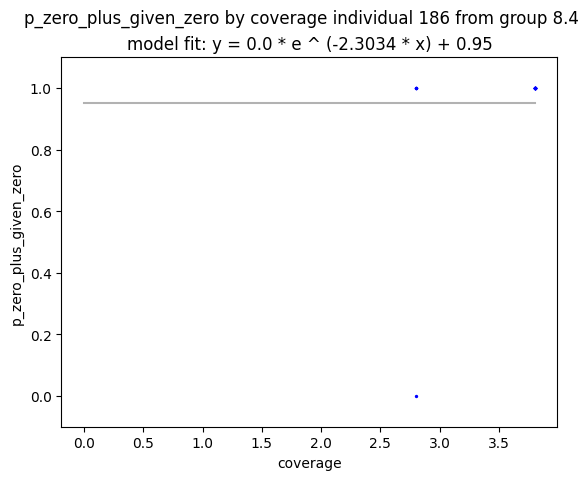 p_zero_plus_given_zero by coverage individual 186 from group 8.4
model fit: y = 0.0 * e ^ (-2.3034 * x) + 0.95
1.0
0.8
0.6
0.4
0.2
0.0
p_zero_plus_given_zero
0.0 0.5 1.0 1.5 2.0 2.5 3.0 3.5
coverage